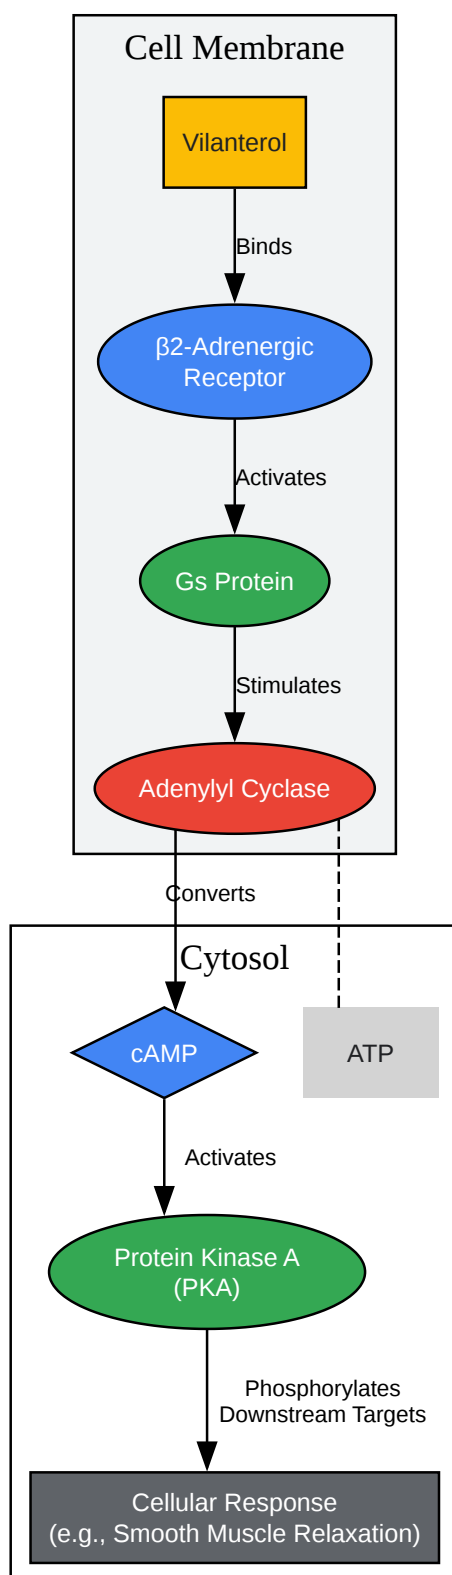 Cell Membrane
Vilanterol
Binds
β2-Adrenergic
Receptor
Activates
Gs Protein
Stimulates
Adenylyl Cyclase
Converts
Cytosol
cAMP
ATP
Activates
Protein Kinase A
(PKA)
Phosphorylates
Downstream Targets
Cellular Response
(e.g., Smooth Muscle Relaxation)